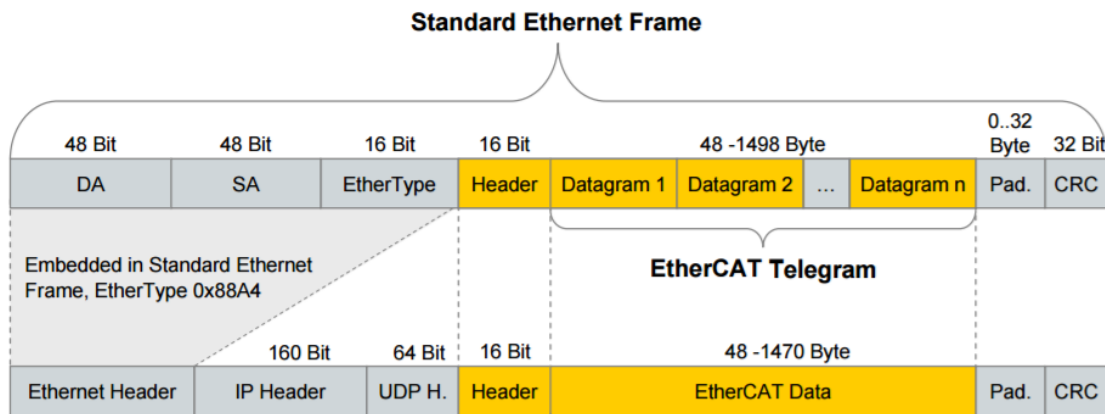 Standard Ethernet Frame
0..32
48 Bit 48 Bit 16 Bit 16 Bit 48 -1498 Byte Byte 32 Bit
DA SA EtherType Header Datagram 1 Datagram 2 ... Datagram n Pad. CRC
Embedded in Standard Ethernet
Frame, EtherType 0x88A4
EtherCAT Telegram
160 Bit 64 Bit 16 Bit 48 -1470 Byte
Ethernet Header IP Header UDP H. Header EtherCAT Data Pad. CRC